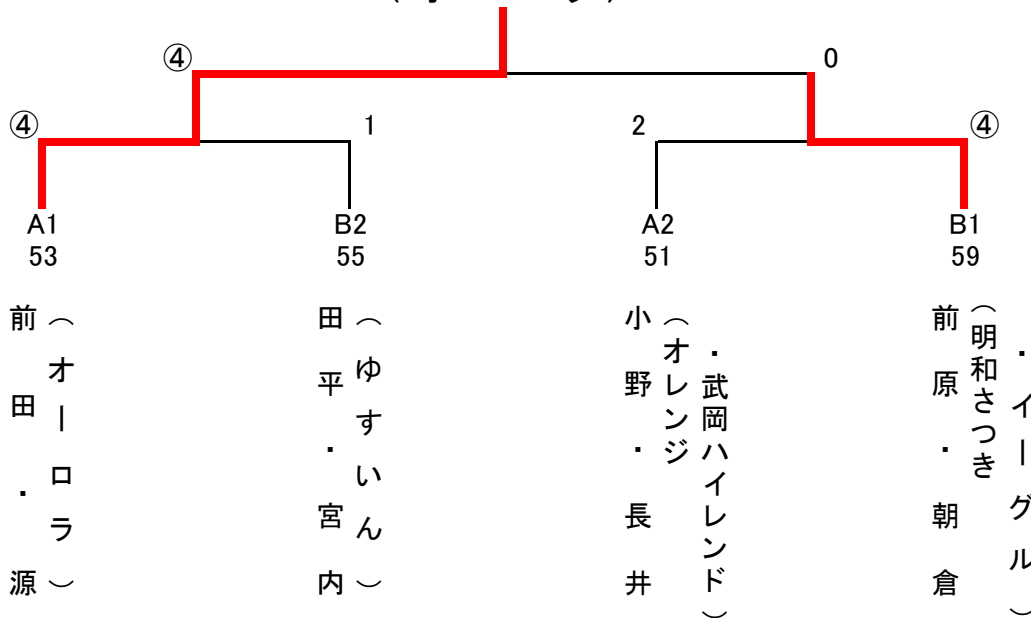 ④ 0
④ 1 2 ④
A1 B2 A2 B1
53 55 51 59
前田・源
(オーロラ)
田平・宮内
(ゆすいん)
小野・長井
(オレンジ
・武岡ハイレンド)
前原・朝倉
(明和さつき
・イーグル)